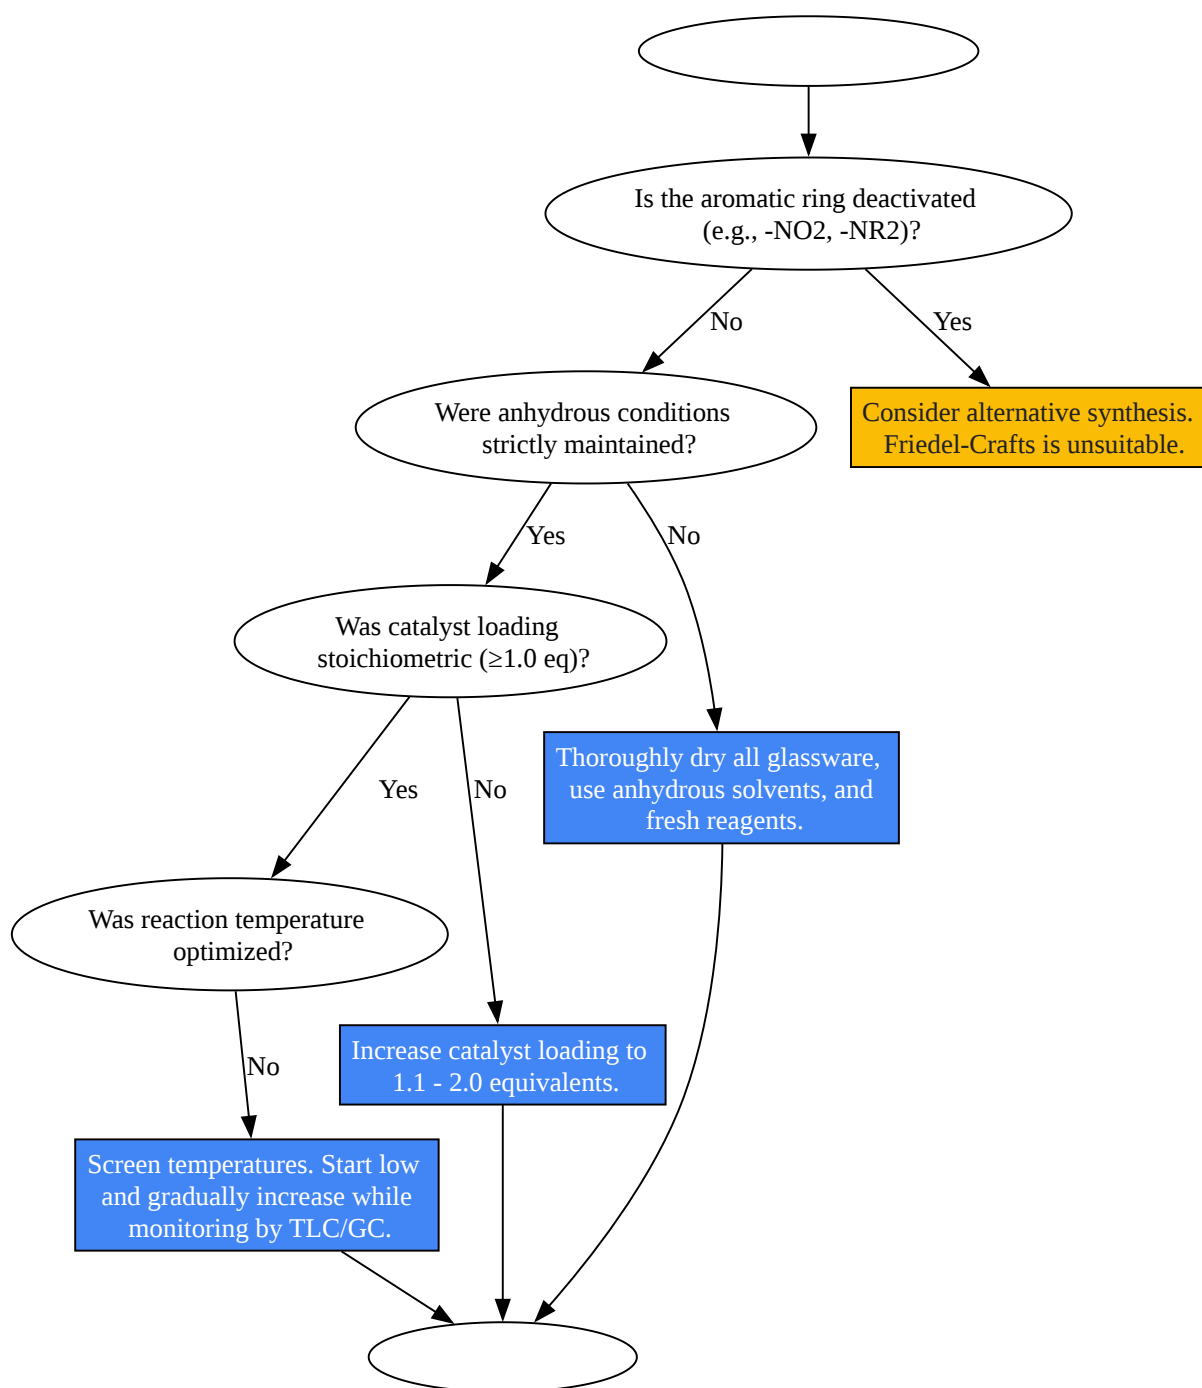 Is the aromatic ring deactivated
(e.g., -NO2, -NR2)?
No
Yes
Were anhydrous conditions
strictly maintained?
Consider alternative synthesis.
Friedel-Crafts is unsuitable.
Yes
No
Was catalyst loading
stoichiometric (≥1.0 eq)?
Thoroughly dry all glassware,
use anhydrous solvents, and
fresh reagents.
Yes
No
Was reaction temperature
optimized?
Increase catalyst loading to
1.1 - 2.0 equivalents.
No
Screen temperatures. Start low
and gradually increase while
monitoring by TLC/GC.